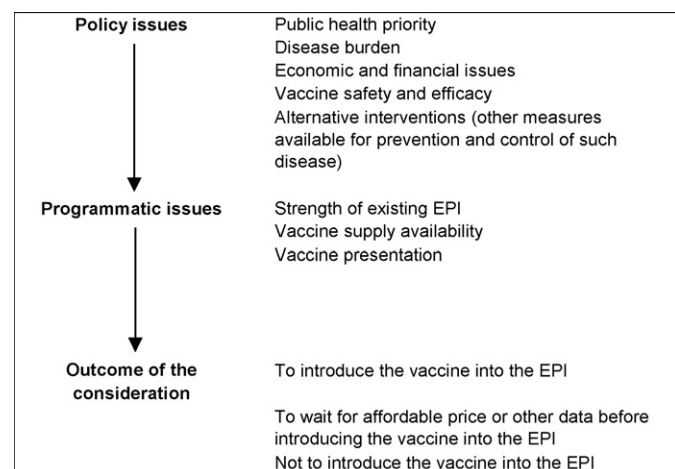 Policy issues
Public health priority
Disease burden
Economic and financial issues
Vaccine safety and efficacy
Alternative interventions (other measures
available for prevention and control of such
disease)
Programmatic issues
Strength of existing EPI
Vaccine supply availability
Vaccine presentation
Outcome of the
consideration
To introduce the vaccine into the EPI
To wait for affordable price or other data before
introducing the vaccine into the EPI
Not to introduce the vaccine into the EPI